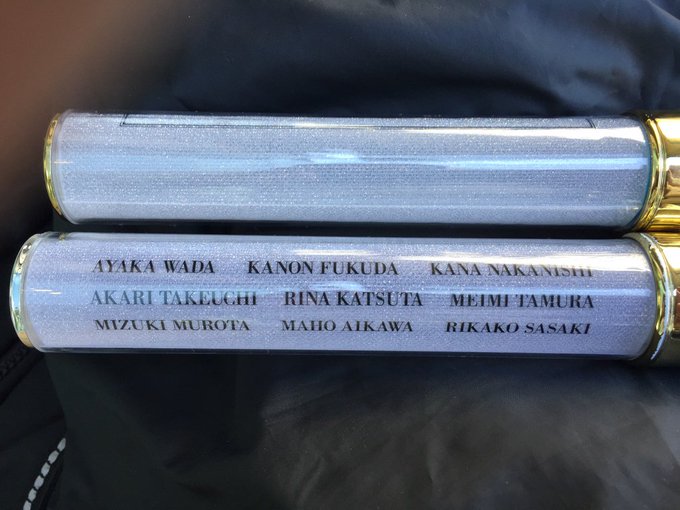 AYAKA WADA KANON FUKUDA KANA NAKANISHI
AKARI TAKEUCHI RINA KATSUTA MEIMI TAMURA
MIZUKI MUROTA MAHO AIKAWA RIKAKO SASAKI